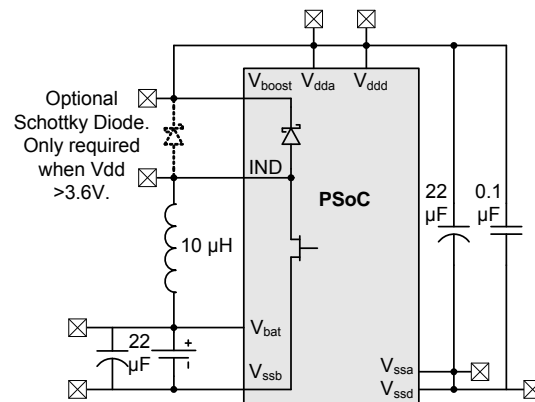 Vboost
Vdda
Vddd
Optional
Schottky Diode.
Only required
when Vdd
>3.6V.
IND
PSoC
22
µF
0.1
µF
10 µH
22
µF
+
Vbat
Vssb
Vssa
Vssd